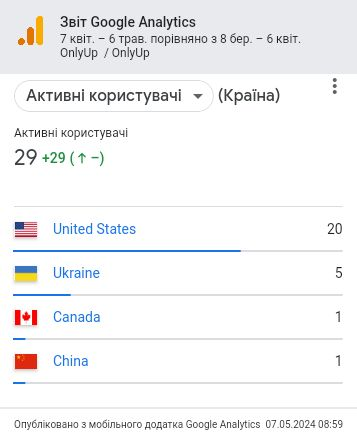 Звіт Google Analytics
7 квіт. – 6 трав. порівняно з 8 бер. – 6 квіт.
OnlyUp / OnlyUp
Активні користувачі (Країна)
Активні користувачі
29 +29 (↑ –)
United States 20
Ukraine 5
Canada 1
China 1
Опубліковано з мобільного додатка Google Analytics 07.05.2024 08:59